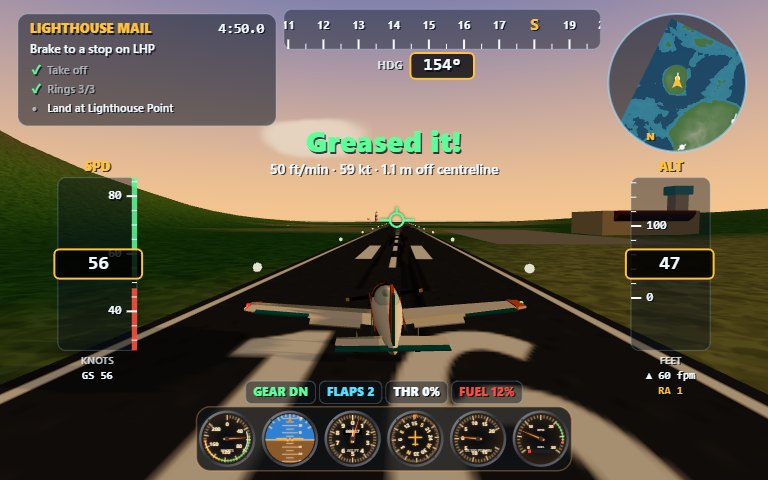 LIGHTHOUSE MAIL 4:50.0
Brake to a stop on LHP
✓ Take off
✓ Rings 3/3
• Land at Lighthouse Point
11 12 13 14 15 16 17 S 19
HDG 154°
N
Greased it!
50 ft/min · 59 kt · 1.1 m off centreline
SPD
80
60
56
40
KNOTS
GS 56
ALT
100
47
0
FEET
▲ 60 fpm
RA 1
GEAR DN FLAPS 2 THR 0% FUEL 12%